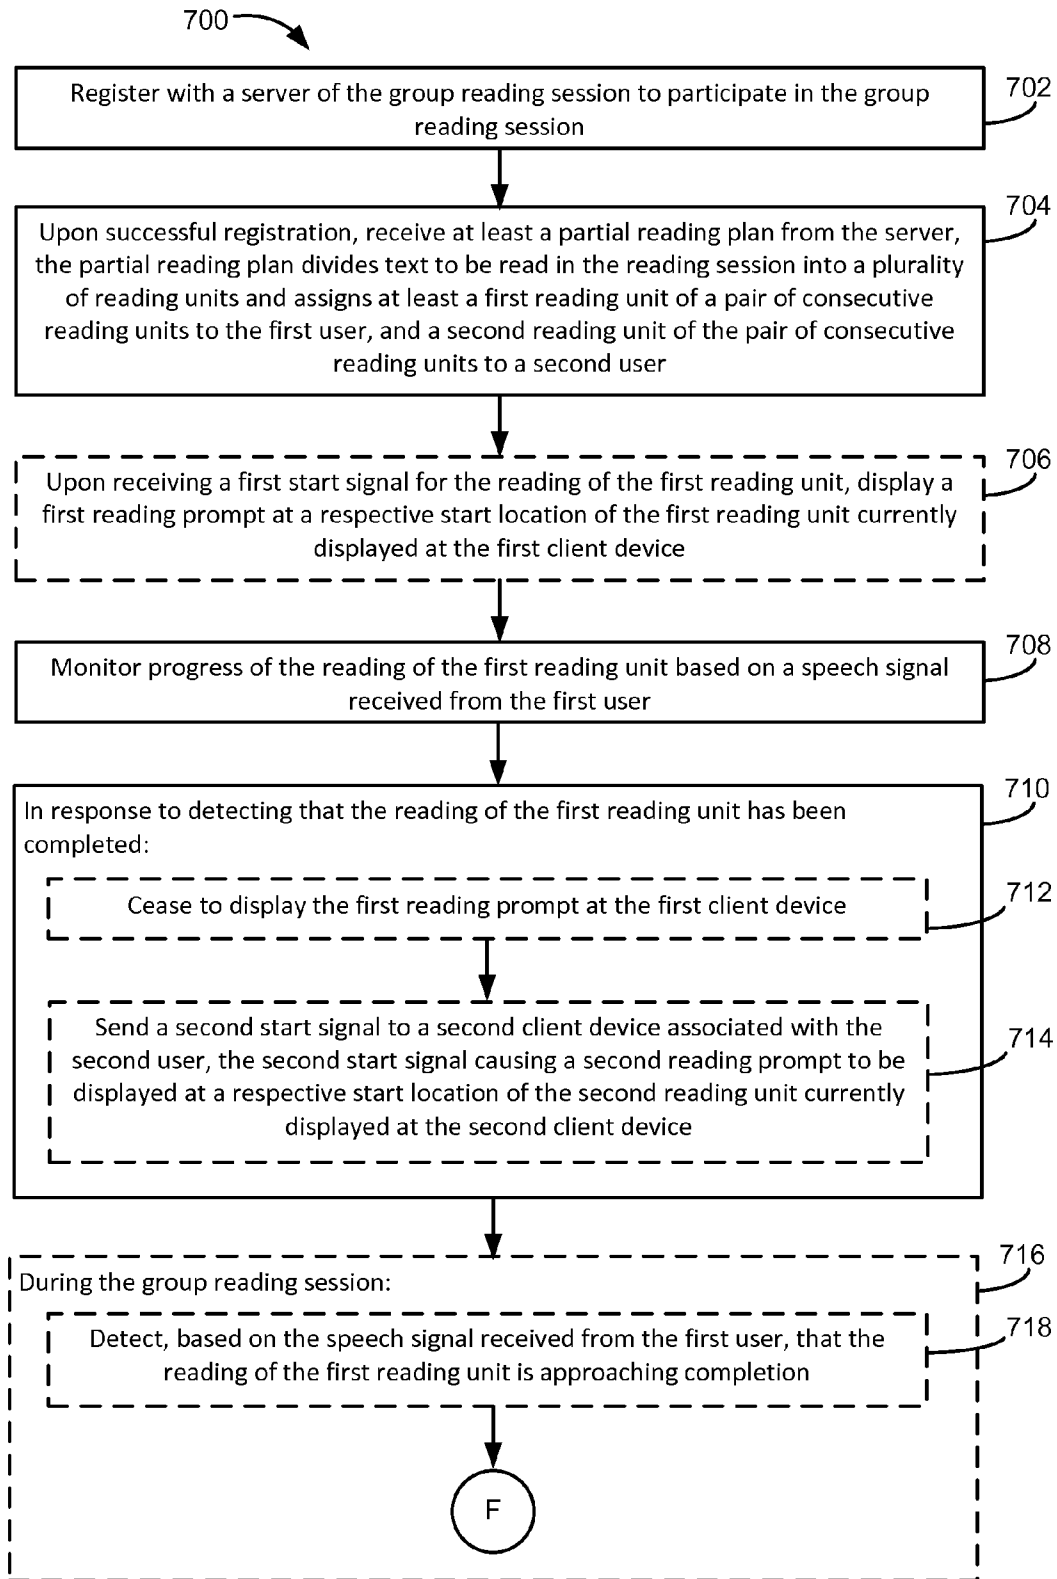 700
Register with a server of the group reading session to participate in the group
reading session
702
Upon successful registration, receive at least a partial reading plan from the server,
the partial reading plan divides text to be read in the reading session into a plurality
of reading units and assigns at least a first reading unit of a pair of consecutive
reading units to the first user, and a second reading unit of the pair of consecutive
reading units to a second user
704
Upon receiving a first start signal for the reading of the first reading unit, display a
first reading prompt at a respective start location of the first reading unit currently
displayed at the first client device
706
Monitor progress of the reading of the first reading unit based on a speech signal
received from the first user
708
In response to detecting that the reading of the first reading unit has been
completed:
710
Cease to display the first reading prompt at the first client device
712
Send a second start signal to a second client device associated with the
second user, the second start signal causing a second reading prompt to be
displayed at a respective start location of the second reading unit currently
displayed at the second client device
714
During the group reading session:
716
Detect, based on the speech signal received from the first user, that the
reading of the first reading unit is approaching completion
718
F